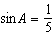 sin A = 1/5